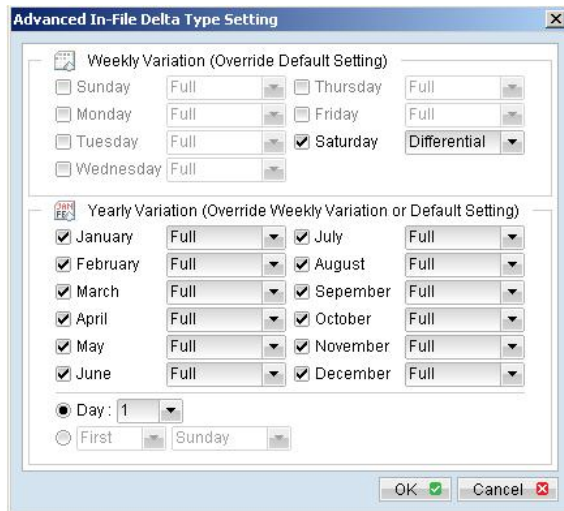 Advanced In-File Delta Type Setting
Weekly Variation (Override Default Setting)
Sunday Full Thursday Full
Monday Full Friday Full
Tuesday Full Saturday Differential
Wednesday Full
JAN
FEB
Yearly Variation (Override Weekly Variation or Default Setting)
January Full July Full
February Full August Full
March Full Sepember Full
April Full October Full
May Full November Full
June Full December Full
Day : 1
First Sunday
OK Cancel